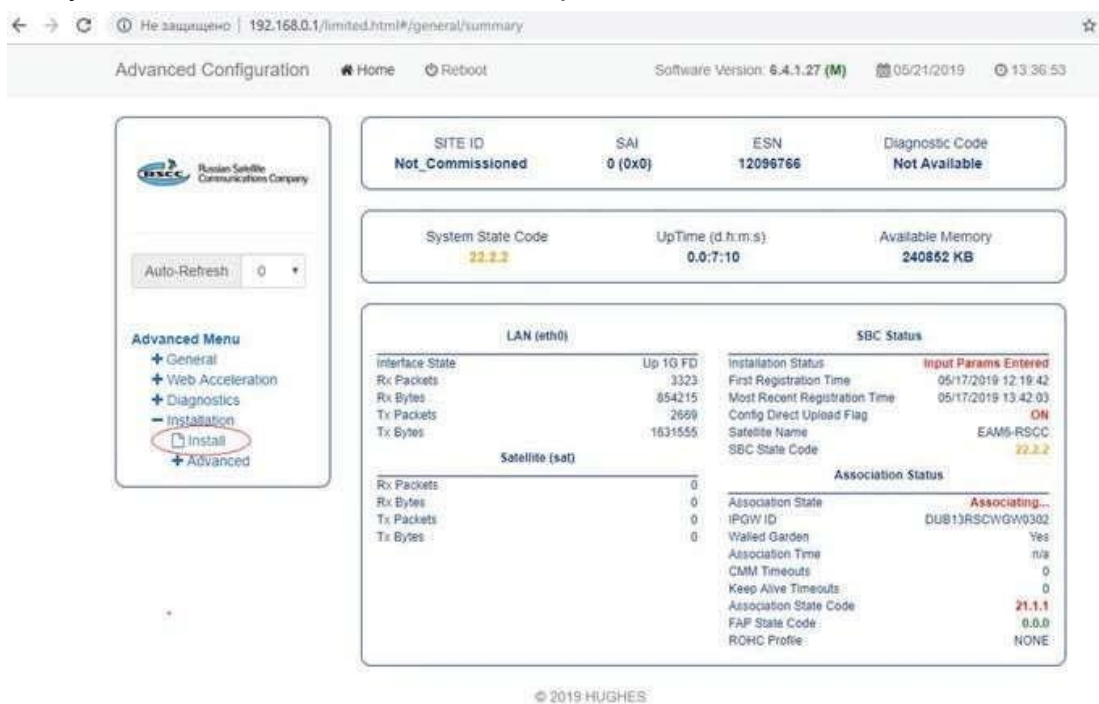 Не защищено | 192.168.0.1/limited.html#/general/summary
Advanced Configuration Home Reboot Software Version: 6.4.1.27 (M) 05/21/2019 13:36:53
RSCC Russian Satellite
Communications Company
Auto-Refresh 0
Advanced Menu
General
Web Acceleration
Diagnostics
Installation
Install
Advanced
SITE ID SAI ESN Diagnostic Code
Not_Commissioned 0 (0x0) 12096766 Not Available
System State Code UpTime (d.h:m:s) Available Memory
22.2.2 0.0:7:10 240852 KB
LAN (eth0)
Interface State Up 1G FD
Rx Packets 3323
Rx Bytes 854215
Tx Packets 2669
Tx Bytes 1631555
Satellite (sat)
Rx Packets 0
Rx Bytes 0
Tx Packets 0
Tx Bytes 0
SBC Status
Installation Status Input Params Entered
First Registration Time 05/17/2019 12:19:42
Most Recent Registration Time 05/17/2019 13:42:03
Config Direct Upload Flag ON
Satellite Name EAM6-RSCC
SBC State Code 22.2.2
Association Status
Association State Associating...
IPGW ID DUB13RSCWGW0302
Walled Garden Yes
Association Time n/a
CMM Timeouts 0
Keep Alive Timeouts 0
Association State Code 21.1.1
FAP State Code 0.0.0
ROHC Profile NONE
© 2019 HUGHES